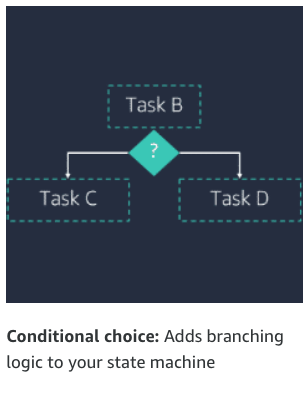 Task B
?
Task C
Task D
Conditional choice: Adds branching
logic to your state machine